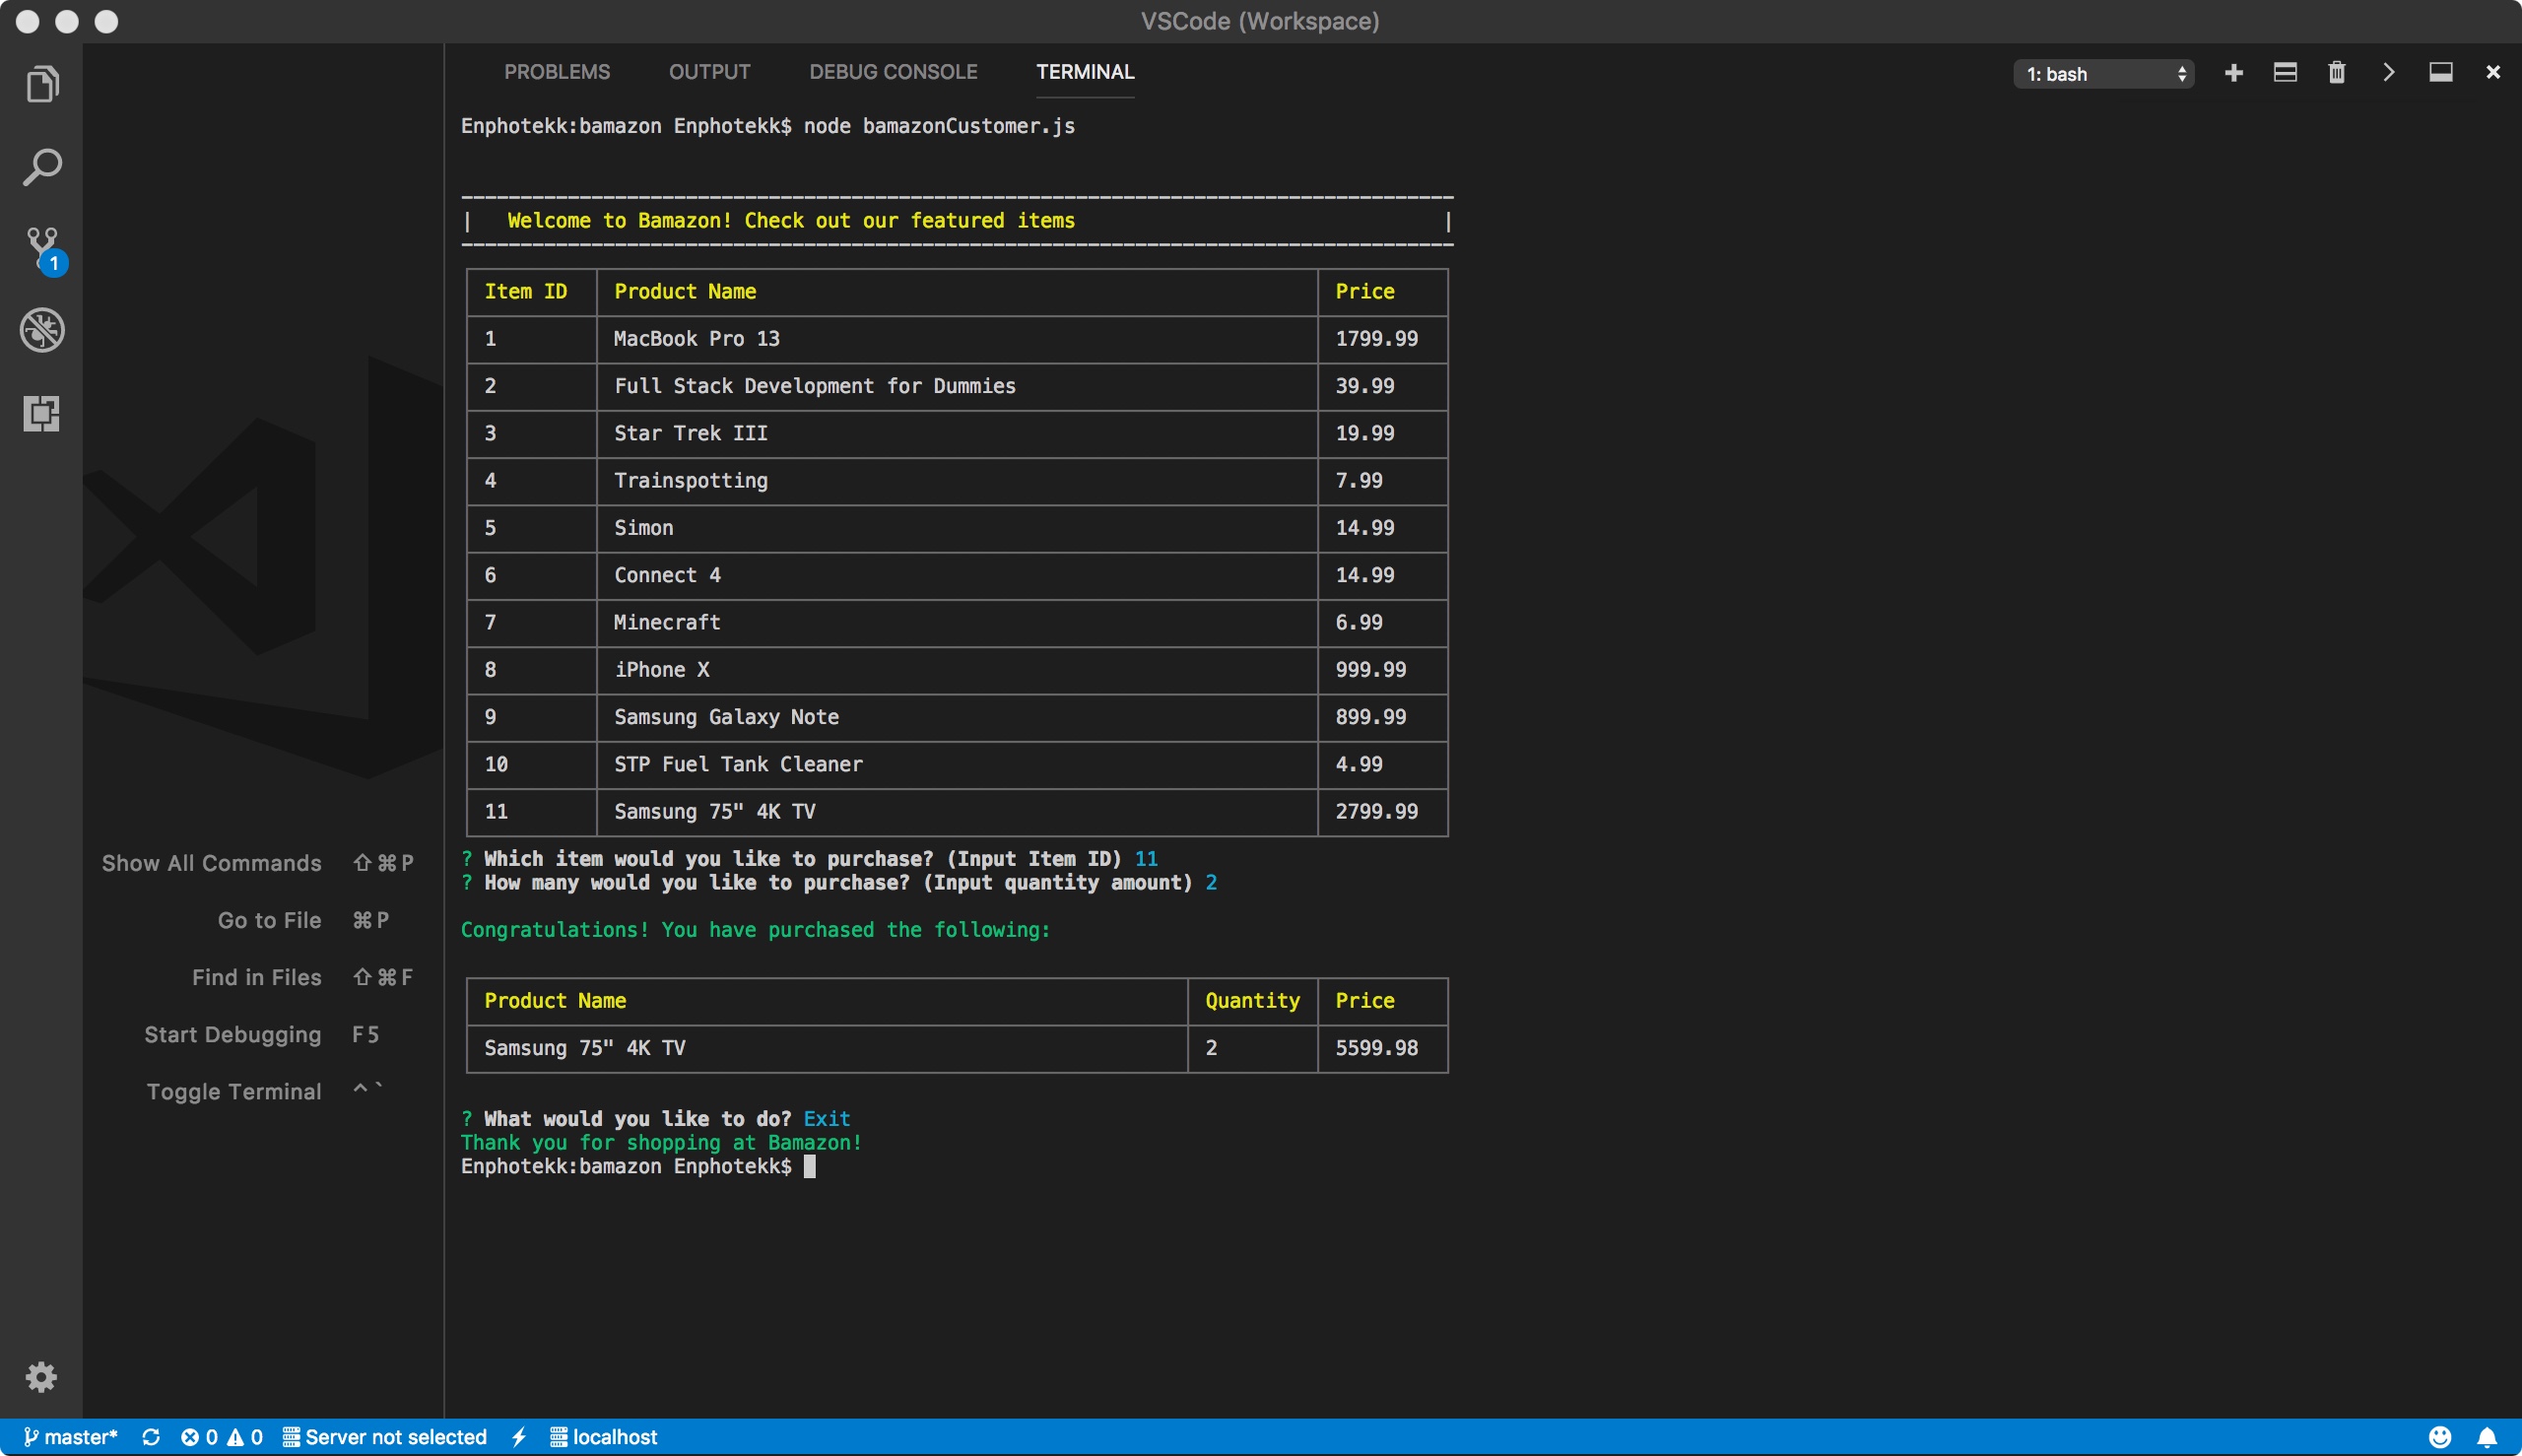 VSCode (Workspace)
PROBLEMS OUTPUT DEBUG CONSOLE TERMINAL 1: bash
Enphotekk:bamazon Enphotekk$ node bamazonCustomer.js
| Welcome to Bamazon! Check out our featured items |
Item ID Product Name Price
1 MacBook Pro 13 1799.99
2 Full Stack Development for Dummies 39.99
3 Star Trek III 19.99
4 Trainspotting 7.99
5 Simon 14.99
6 Connect 4 14.99
7 Minecraft 6.99
8 iPhone X 999.99
9 Samsung Galaxy Note 899.99
10 STP Fuel Tank Cleaner 4.99
11 Samsung 75" 4K TV 2799.99
? Which item would you like to purchase? (Input Item ID) 11
? How many would you like to purchase? (Input quantity amount) 2
Congratulations! You have purchased the following:
Product Name Quantity Price
Samsung 75" 4K TV 2 5599.98
? What would you like to do? Exit
Thank you for shopping at Bamazon!
Enphotekk:bamazon Enphotekk$
1
Show All Commands ⇧⌘P
Go to File ⌘P
Find in Files ⇧⌘F
Start Debugging F5
Toggle Terminal ^`
master* 0 0 Server not selected localhost